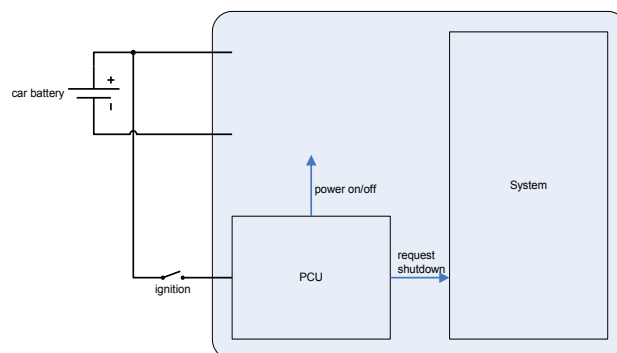 +
car battery
System
power on/off
request
shutdown
PCU
ignition